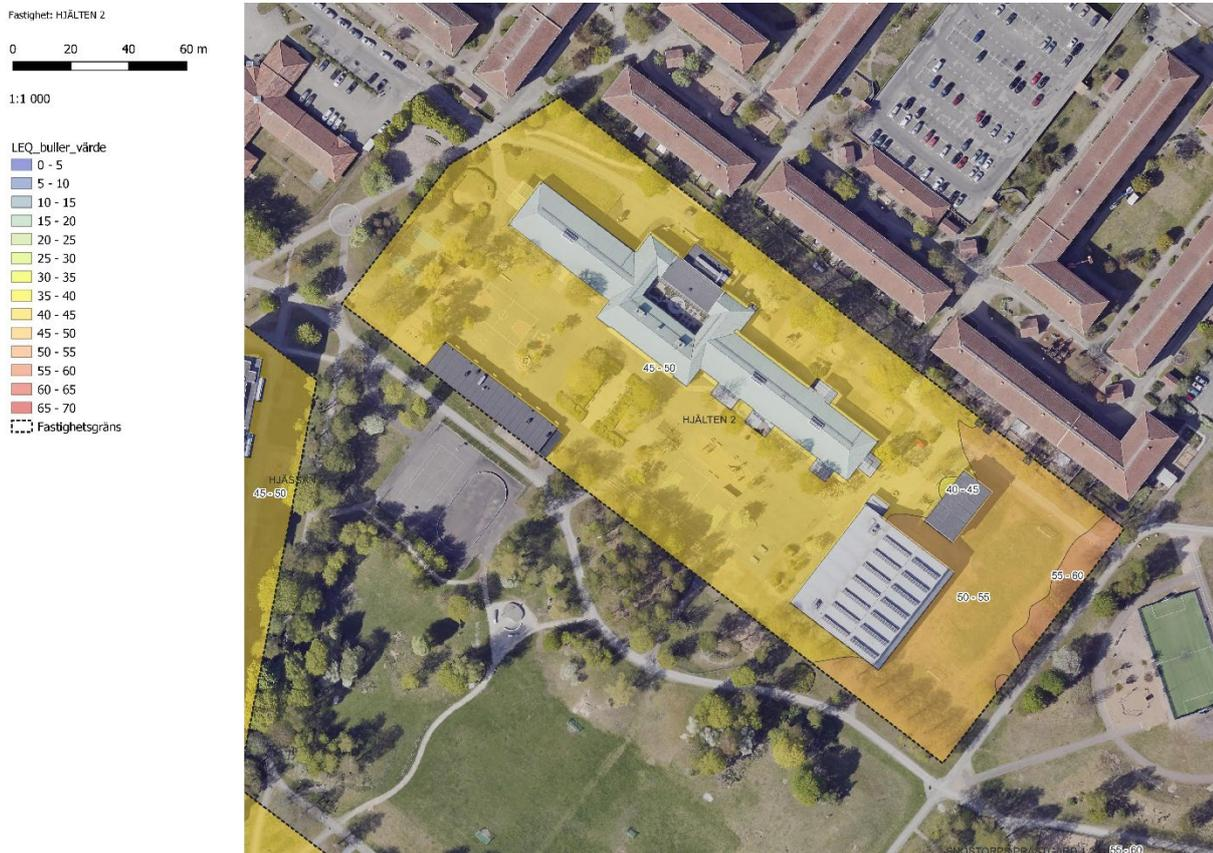 Fastighet: HJÄLTEN 2
0 20 40 60 m
1:1 000
LEQ_buller_värde
0 - 5
5 - 10
10 - 15
15 - 20
20 - 25
25 - 30
30 - 35
35 - 40
40 - 45
45 - 50
50 - 55
55 - 60
60 - 65
65 - 70
Fastighetsgräns
45 - 50
HJÄLTEN 2
HJÄSS
45 - 50
40 - 45
55 - 60
50 - 55
55 - 60